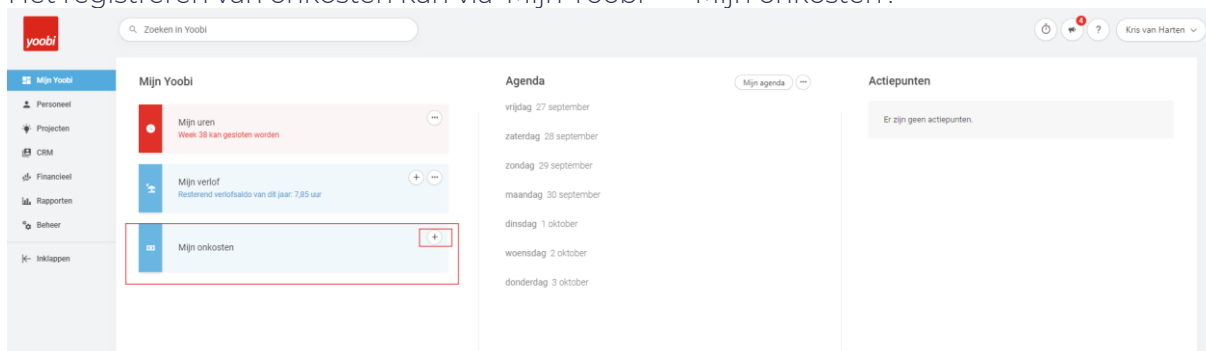 Het registreren van onkosten kan via 'Mijn Yoobi' → 'Mijn onkosten'.
yoobi
Zoeken in Yoobi
4
?
Kris van Harten
Mijn Yoobi
Personeel
Projecten
CRM
Financieel
Rapporten
Beheer
Inklappen
Mijn Yoobi
Mijn uren
Week 38 kan gesloten worden
Mijn verlof
Resterend verlofsaldo van dit jaar: 7,85 uur
Mijn onkosten
Agenda
Mijn agenda
vrijdag 27 september
zaterdag 28 september
zondag 29 september
maandag 30 september
dinsdag 1 oktober
woensdag 2 oktober
donderdag 3 oktober
Actiepunten
Er zijn geen actiepunten.